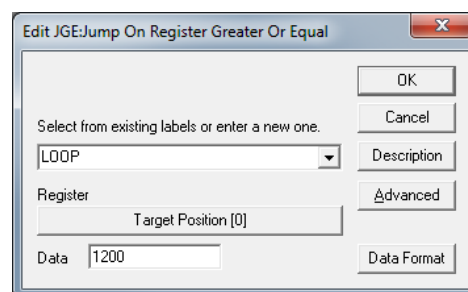 Edit JGE:Jump On Register Greater Or Equal
OK
Select from existing labels or enter a new one.
Cancel
LOOP
Description
Register
Advanced
Target Position [0]
Data
1200
Data Format